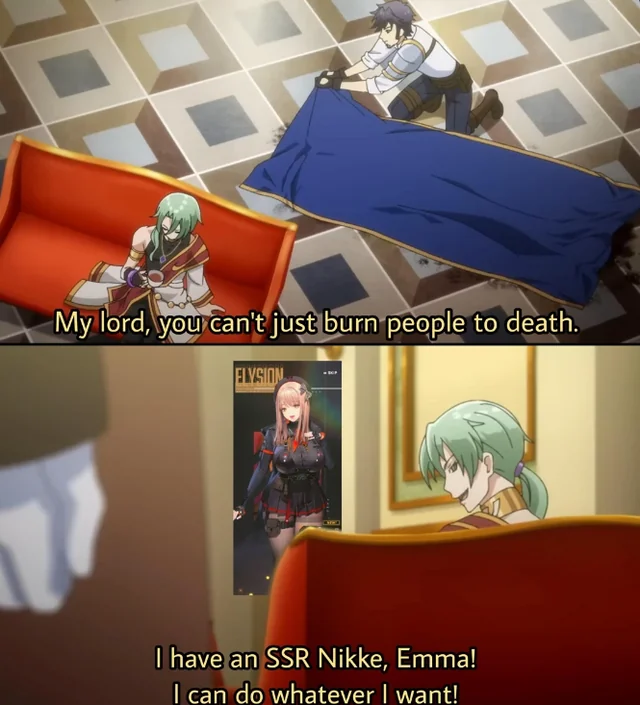 My lord, you can't just burn people to death.
ELYSION
SKIP
I have an SSR Nikke, Emma!
I can do whatever I want!